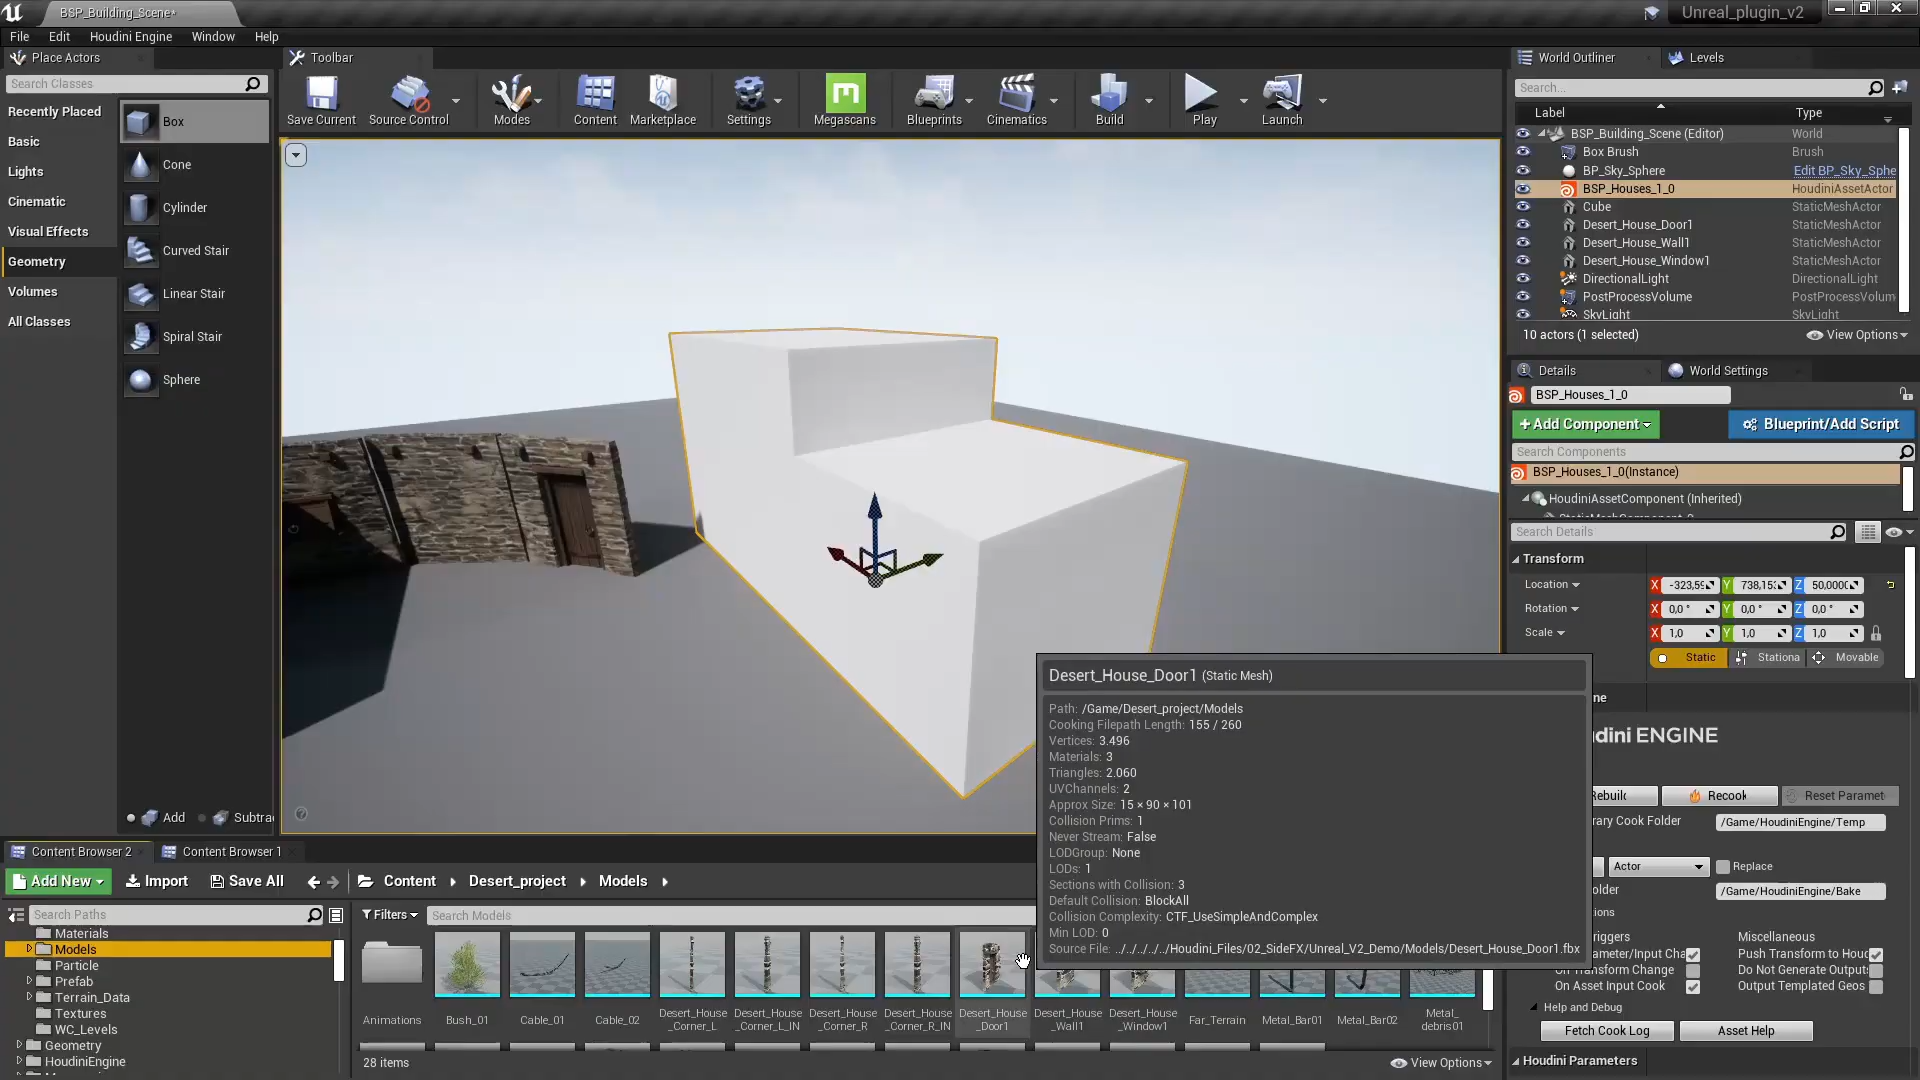 BSP_Building_Scene*
Unreal_plugin_v2
File Edit Houdini Engine Window Help
Place Actors
Search Classes
Recently Placed
Basic
Lights
Cinematic
Visual Effects
Geometry
Volumes
All Classes
Box
Cone
Cylinder
Curved Stair
Linear Stair
Spiral Stair
Sphere
Add Subtra
Toolbar
Save Current Source Control Modes Content Marketplace Settings Megascans Blueprints Cinematics Build Play Launch
World Outliner Levels
Search...
Label Type
BSP_Building_Scene (Editor) World
Box Brush Brush
BP_Sky_Sphere Edit BP_Sky_Sphe
BSP_Houses_1_0 HoudiniAssetActor
Cube StaticMeshActor
Desert_House_Door1 StaticMeshActor
Desert_House_Wall1 StaticMeshActor
Desert_House_Window1 StaticMeshActor
DirectionalLight DirectionalLight
PostProcessVolume PostProcessVolum
SkyLight SkyLight
10 actors (1 selected) View Options
Details World Settings
BSP_Houses_1_0
+Add Component Blueprint/Add Script
Search Components
BSP_Houses_1_0(Instance)
HoudiniAssetComponent (Inherited)
Search Details
Transform
Location X -323,59 Y 738,15 Z 50,0000
Rotation X 0,0 ° Y 0,0 ° Z 0,0 °
Scale X 1,0 Y 1,0 Z 1,0
Static Stationa Movable
ne
dini ENGINE
Rebuild Recook Reset Paramet
rary Cook Folder /Game/HoudiniEngine/Temp
Actor Replace
older /Game/HoudiniEngine/Bake
ions
riggers Miscellaneous
arameter/Input Cha Push Transform to Houd
On Transform Change Do Not Generate Outputs
On Asset Input Cook Output Templated Geos
Help and Debug
Fetch Cook Log Asset Help
Houdini Parameters
Desert_House_Door1 (Static Mesh)
Path: /Game/Desert_project/Models
Cooking Filepath Length: 155 / 260
Vertices: 3.496
Materials: 3
Triangles: 2.060
UVChannels: 2
Approx Size: 15 × 90 × 101
Collision Prims: 1
Never Stream: False
LODGroup: None
LODs: 1
Sections with Collision: 3
Default Collision: BlockAll
Collision Complexity: CTF_UseSimpleAndComplex
Min LOD: 0
Source File: ../../../../../Houdini_Files/02_SideFX/Unreal_V2_Demo/Models/Desert_House_Door1.fbx
Content Browser 2 Content Browser 1
Add New Import Save All Content Desert_project Models
Search Paths
Materials
Models
Particle
Prefab
Terrain_Data
Textures
WC_Levels
Geometry
HoudiniEngine
Filters Search Models
Animations
Bush_01
Cable_01
Cable_02
Desert_House_Corner_L
Desert_House_Corner_L_IN
Desert_House_Corner_R
Desert_House_Corner_R_IN
Desert_House_Door1
Desert_House_Wall1
Desert_House_Window1
Far_Terrain
Metal_Bar01
Metal_Bar02
Metal_debris01
28 items View Options